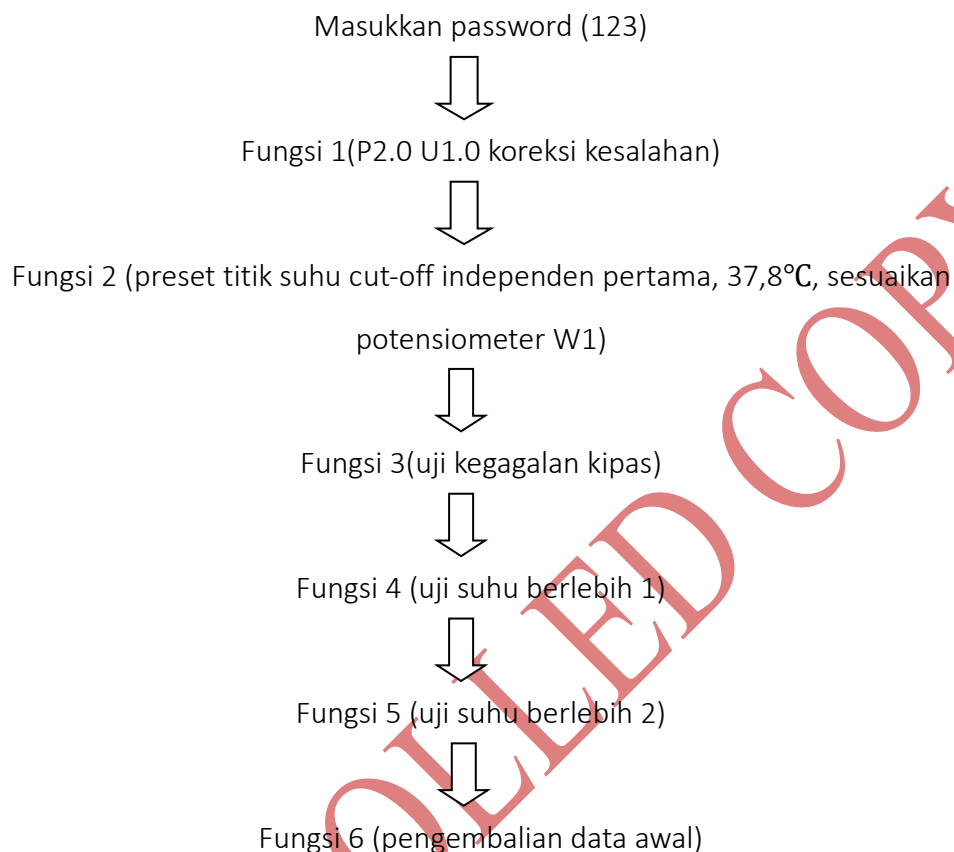 Masukkan password (123)
Fungsi 1(P2.0 U1.0 koreksi kesalahan)
Fungsi 2 (preset titik suhu cut-off independen pertama, 37,8℃, sesuaikan
potensiometer W1)
Fungsi 3(uji kegagalan kipas)
Fungsi 4 (uji suhu berlebih 1)
Fungsi 5 (uji suhu berlebih 2)
Fungsi 6 (pengembalian data awal)
OLLED COP